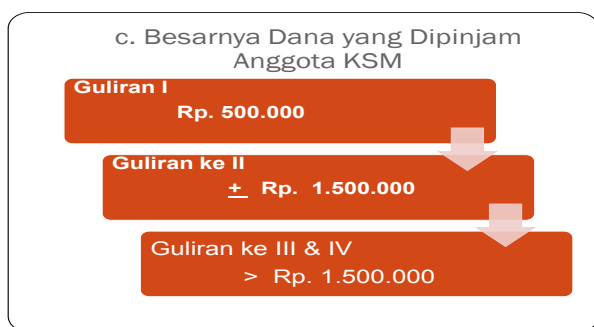 c. Besarnya Dana yang Dipinjam
Anggota KSM
Guliran I
Rp. 500.000
Guliran ke II
+ Rp. 1.500.000
Guliran ke III & IV
> Rp. 1.500.000